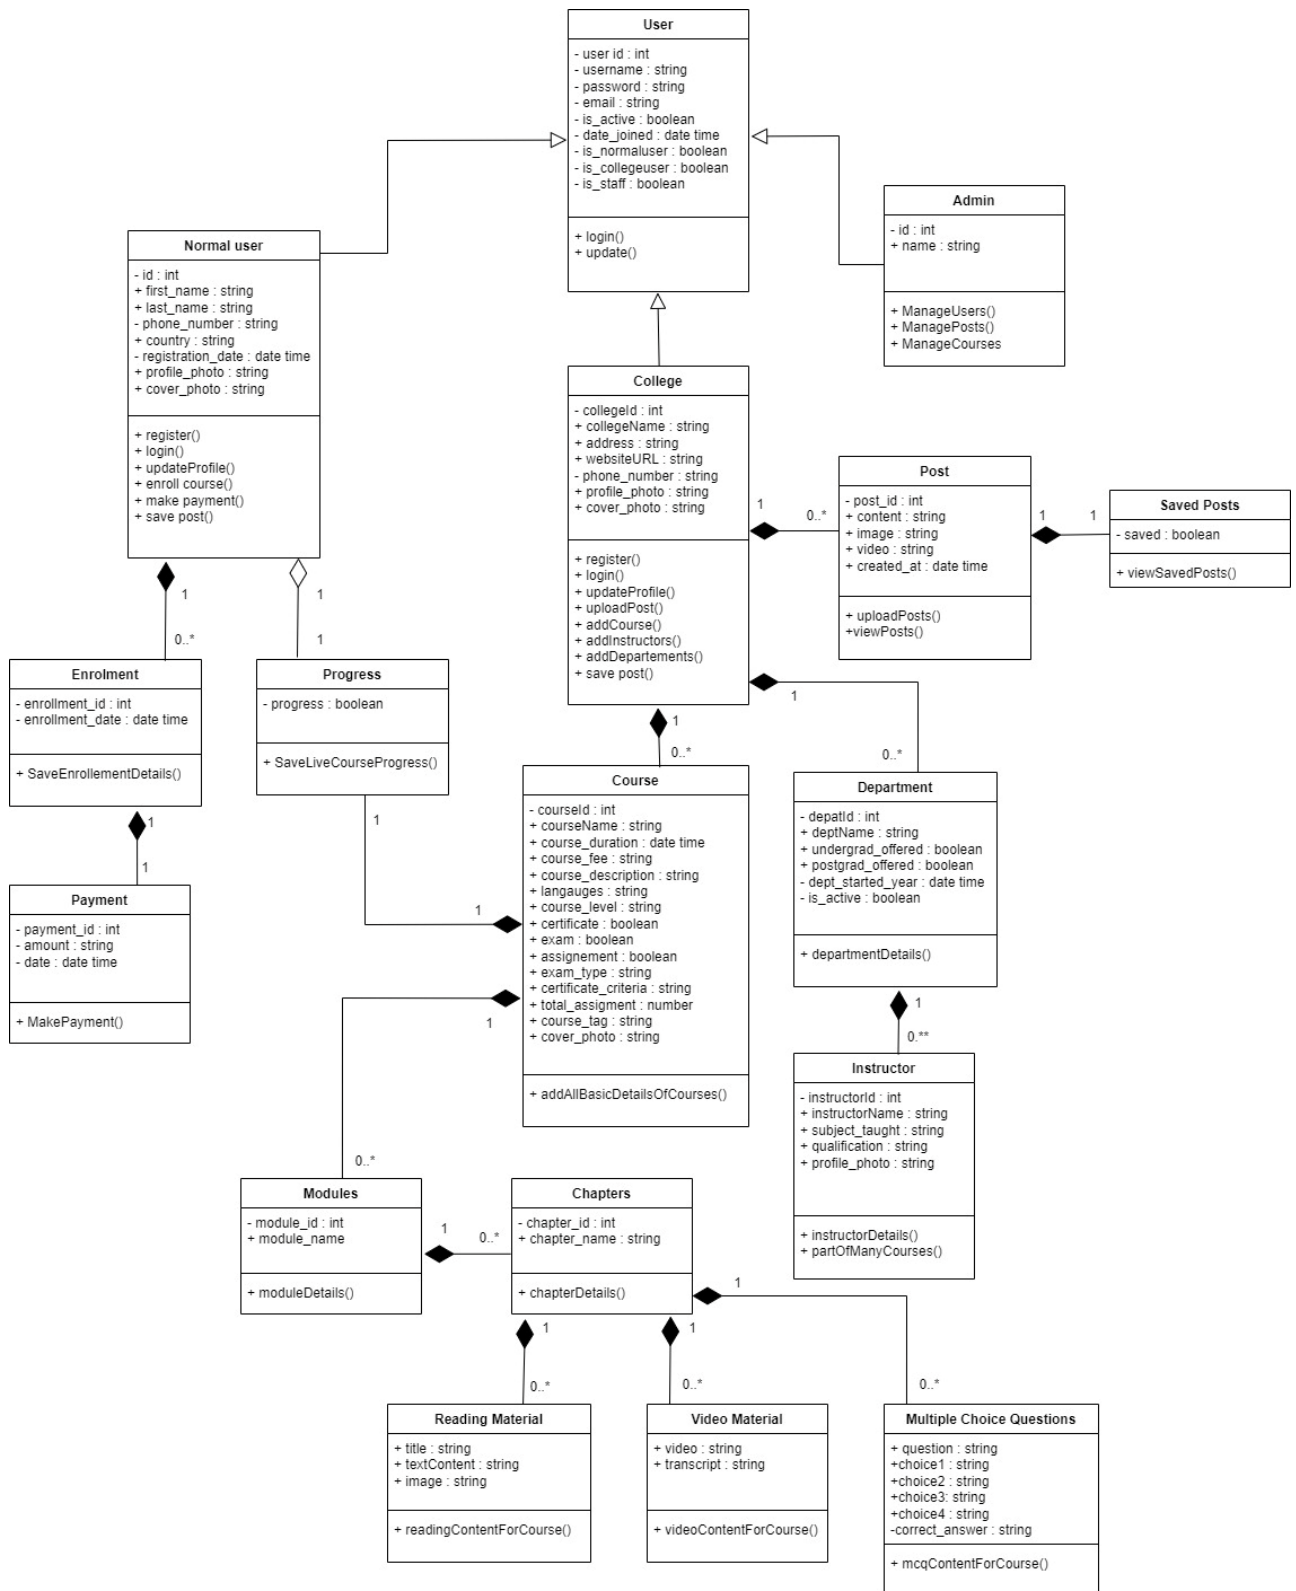 User
- user id : int
- username : string
- password : string
- email : string
- is_active : boolean
- date_joined : date time
- is_normaluser : boolean
- is_collegeuser : boolean
- is_staff : boolean
+ login()
+ update()
Admin
- id : int
+ name : string
+ ManageUsers()
+ ManagePosts()
+ ManageCourses
Normal user
- id : int
+ first_name : string
+ last_name : string
- phone_number : string
+ country : string
- registration_date : date time
+ profile_photo : string
+ cover_photo : string
+ register()
+ login()
+ updateProfile()
+ enroll course()
+ make payment()
+ save post()
College
- collegeId : int
+ collegeName : string
+ address : string
+ websiteURL : string
- phone_number : string
+ profile_photo : string
+ cover_photo : string
+ register()
+ login()
+ updateProfile()
+ uploadPost()
+ addCourse()
+ addInstructors()
+ addDepartements()
+ save post()
1
0..*
Post
- post_id : int
+ content : string
+ image : string
+ video : string
+ created_at : date time
+ uploadPosts()
+viewPosts()
1
1
Saved Posts
- saved : boolean
+ viewSavedPosts()
1
0..*
1
1
Enrolment
- enrollment_id : int
- enrollment_date : date time
+ SaveEnrollementDetails()
Progress
- progress : boolean
+ SaveLiveCourseProgress()
1
1
1
1
Payment
- payment_id : int
- amount : string
- date : date time
+ MakePayment()
1
0..*
1
0..*
Course
- courseId : int
+ courseName : string
+ course_duration : date time
+ course_fee : string
+ course_description : string
+ langauges : string
+ course_level : string
+ certificate : boolean
+ exam : boolean
+ assignement : boolean
+ exam_type : string
+ certificate_criteria : string
+ total_assigment : number
+ course_tag : string
+ cover_photo : string
+ addAllBasicDetailsOfCourses()
Department
- depatId : int
+ deptName : string
+ undergrad_offered : boolean
+ postgrad_offered : boolean
- dept_started_year : date time
- is_active : boolean
+ departmentDetails()
1
0.**
Instructor
- instructorId : int
+ instructorName : string
+ subject_taught : string
+ qualification : string
+ profile_photo : string
+ instructorDetails()
+ partOfManyCourses()
1
0..*
Modules
- module_id : int
+ module_name
+ moduleDetails()
1
0..*
Chapters
- chapter_id : int
+ chapter_name : string
+ chapterDetails()
1
1
1
0..*
0..*
0..*
Reading Material
+ title : string
+ textContent : string
+ image : string
+ readingContentForCourse()
Video Material
+ video : string
+ transcript : string
+ videoContentForCourse()
Multiple Choice Questions
+ question : string
+choice1 : string
+choice2 : string
+choice3: string
+choice4 : string
-correct_answer : string
+ mcqContentForCourse()